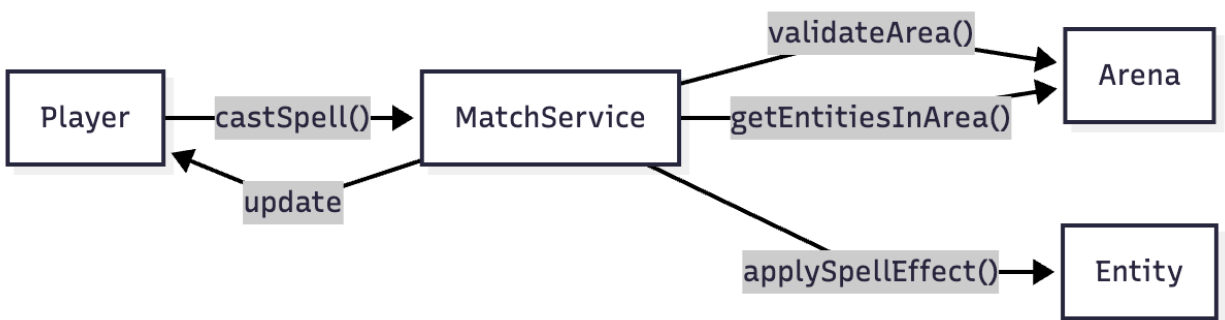 validateArea()
Arena
Player
castSpell()
MatchService
getEntitiesInArea()
update
applySpellEffect()
Entity